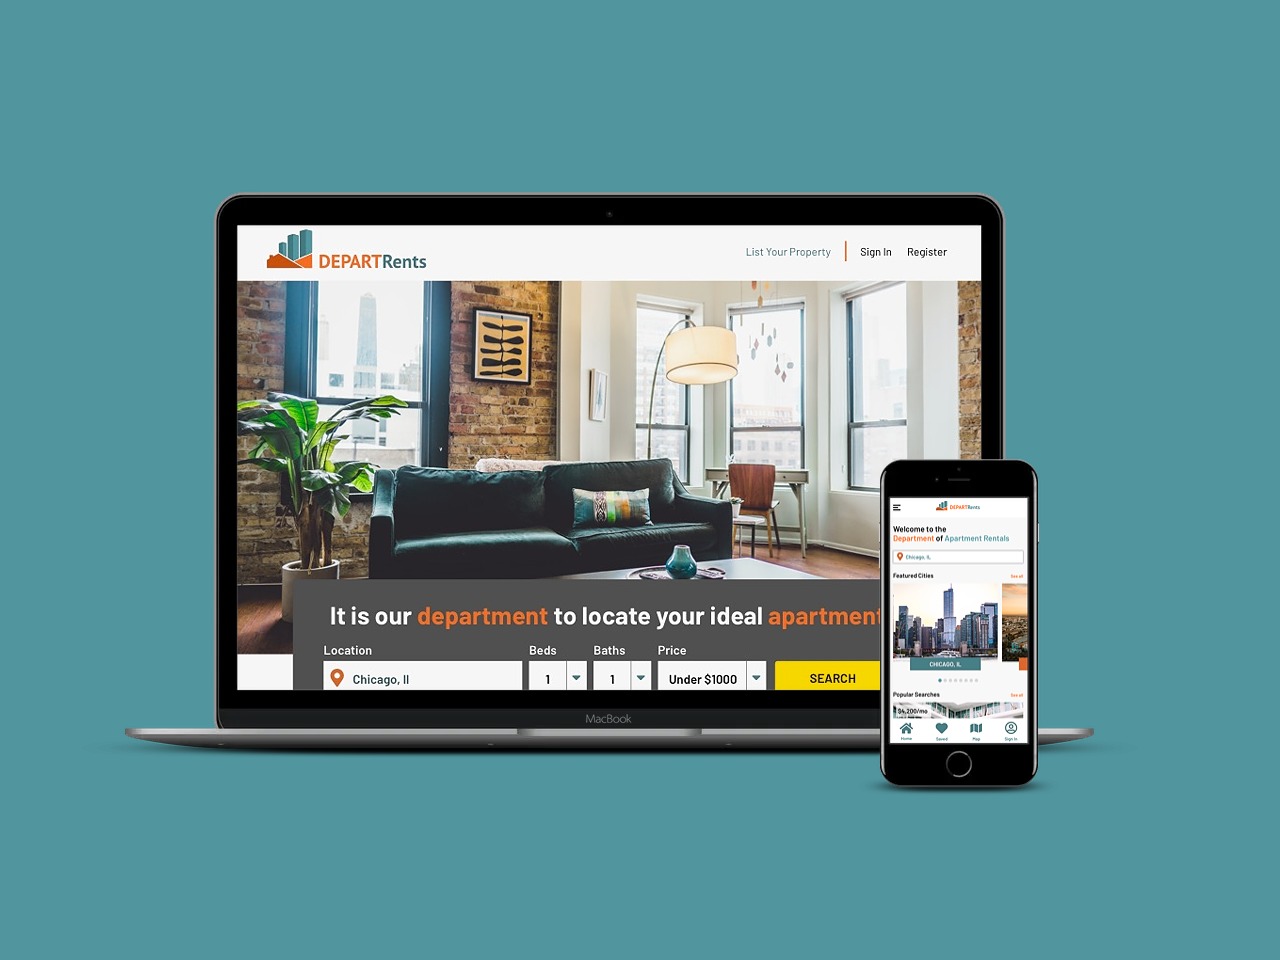 DEPARTRents
List Your Property
Sign In
Register
It is our department to locate your ideal apartment
Location
Beds
Baths
Price
Chicago, Il
1
1
Under $1000
SEARCH
MacBook
DEPARTRents
Welcome to the
Department of Apartment Rentals
Chicago, IL
Featured Cities
See all
CHICAGO, IL
Popular Searches
See all
$4,200/mo
Home
Saved
Map
Sign In